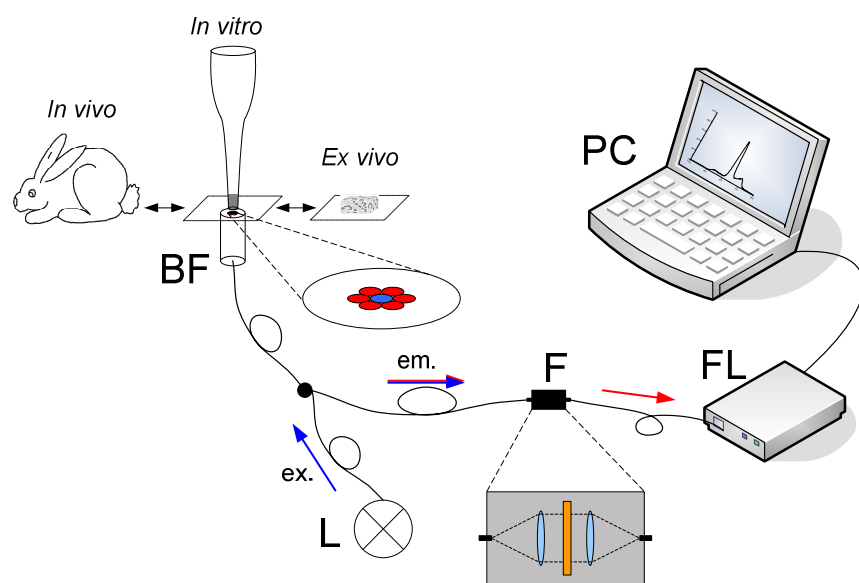 In vitro
In vivo
Ex vivo
PC
BF
em.
F
FL
ex.
L